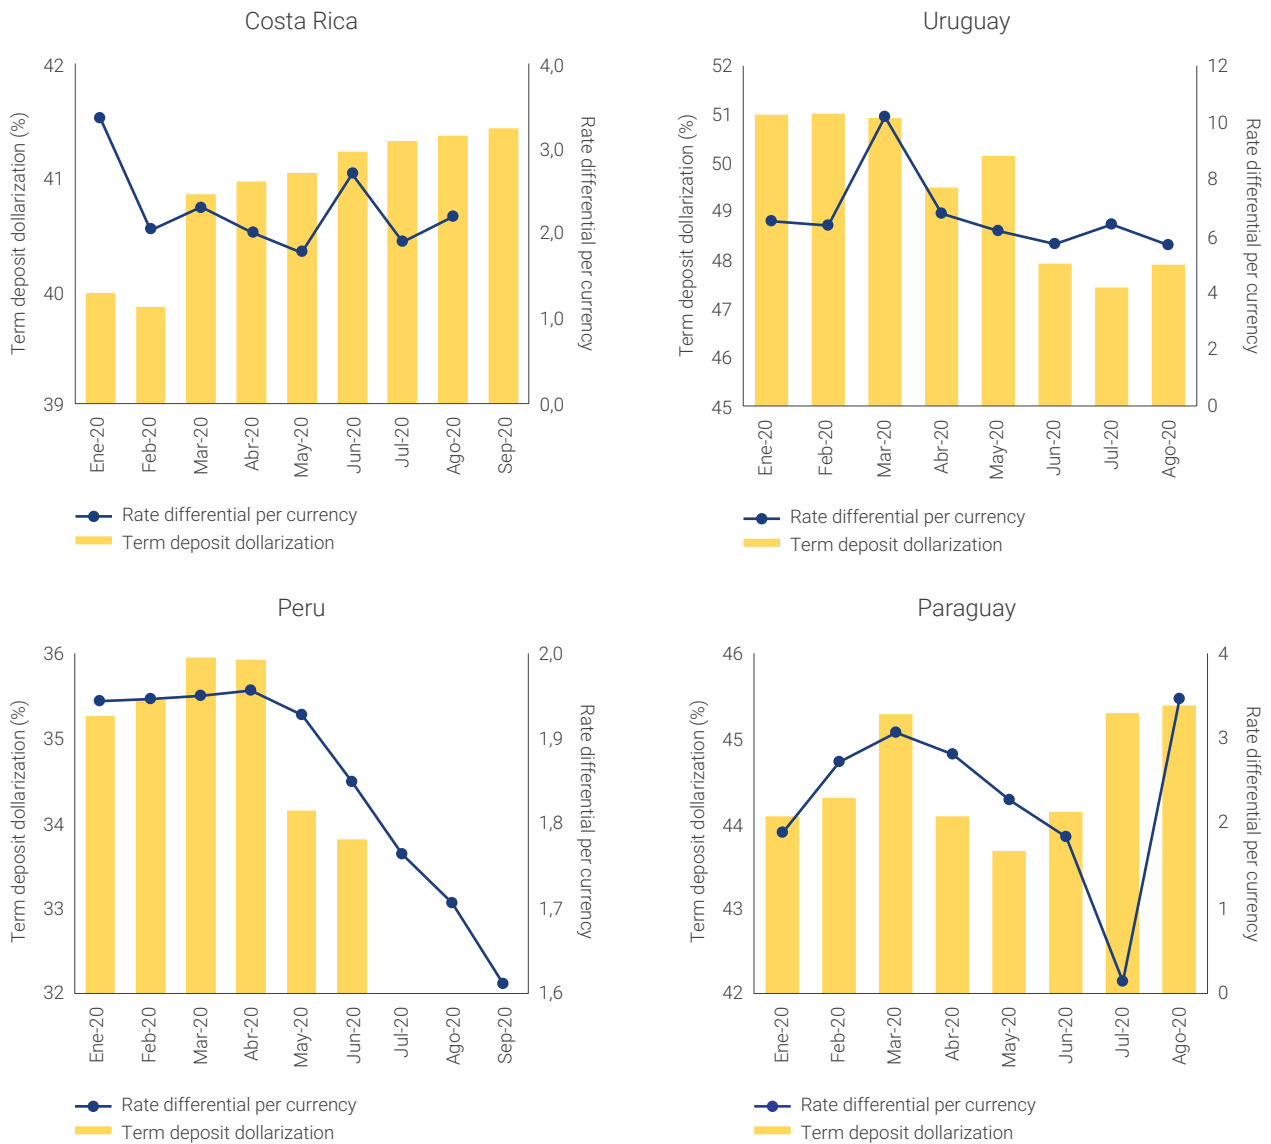 Costa Rica
Term deposit dollarization (%)
42
41
40
39
4,0
3,0
2,0
1,0
0,0
Rate differential per currency
Ene-20
Feb-20
Mar-20
Abr-20
May-20
Jun-20
Jul-20
Ago-20
Sep-20
Rate differential per currency
Term deposit dollarization
Uruguay
Term deposit dollarization (%)
52
51
50
49
48
47
46
45
12
10
8
6
4
2
0
Rate differential per currency
Ene-20
Feb-20
Mar-20
Abr-20
May-20
Jun-20
Jul-20
Ago-20
Rate differential per currency
Term deposit dollarization
Peru
Term deposit dollarization (%)
36
35
34
33
32
2,0
1,9
1,8
1,7
1,6
Rate differential per currency
Ene-20
Feb-20
Mar-20
Abr-20
May-20
Jun-20
Jul-20
Ago-20
Sep-20
Rate differential per currency
Term deposit dollarization
Paraguay
Term deposit dollarization (%)
46
45
44
43
42
4
3
2
1
0
Rate differential per currency
Ene-20
Feb-20
Mar-20
Abr-20
May-20
Jun-20
Jul-20
Ago-20
Rate differential per currency
Term deposit dollarization